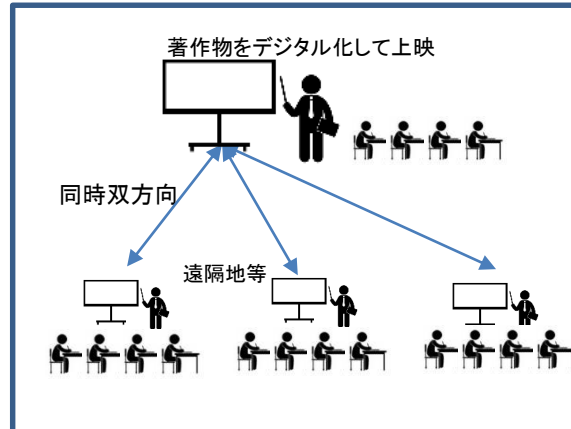 著作物をデジタル化して上映
同時双方向
遠隔地等